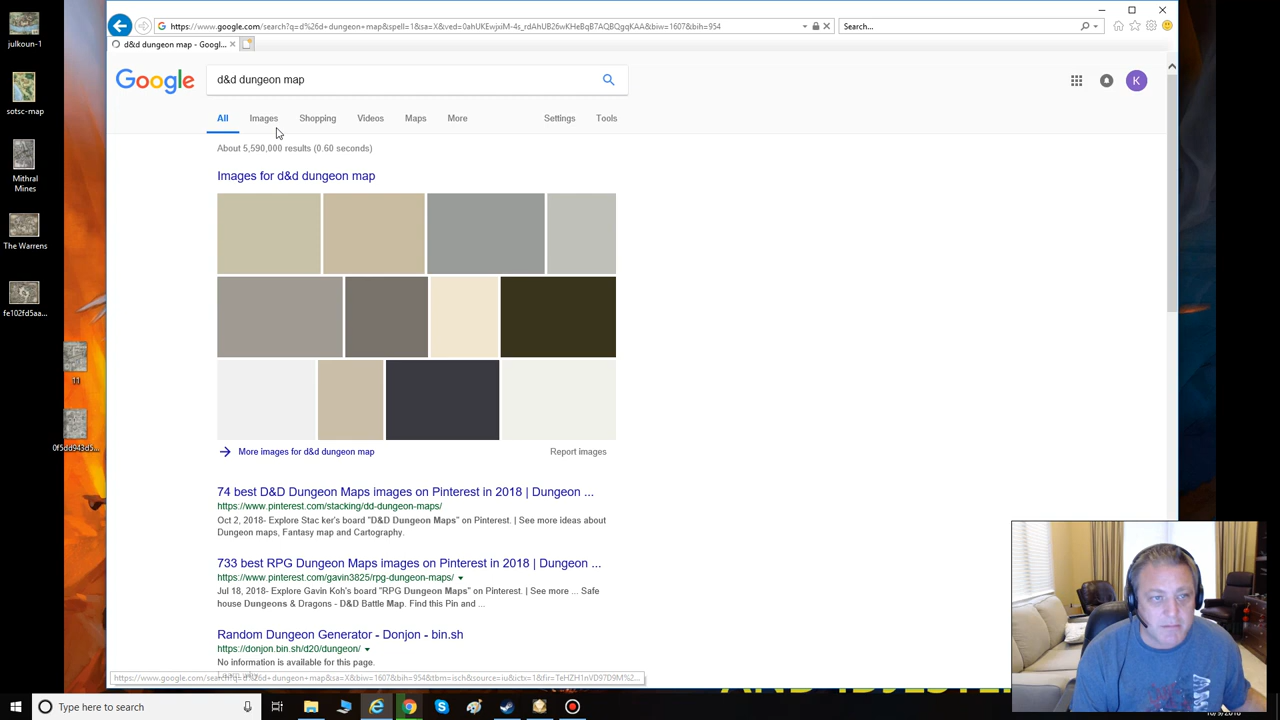 julkoun-1
sotsc-map
Mithral
Mines
The Warrens
fe102fd5aa...
11
0f5dd943d5...
https://www.google.com/search?q=d%26d+dungeon+map&spell=1&sa=X&ved=0ahUKEwjxiM-4s_rdAhUB26wKHeBqB7AQBQgqKAA&biw=1607&bih=954
Search...
d&d dungeon map - Googl...
Google
d&d dungeon map
K
All Images Shopping Videos Maps More Settings Tools
About 5,590,000 results (0.60 seconds)
Images for d&d dungeon map
More images for d&d dungeon map
Report images
74 best D&D Dungeon Maps images on Pinterest in 2018 | Dungeon ...
https://www.pinterest.com/stacking/dd-dungeon-maps/
Oct 2, 2018- Explore Stac ker's board "D&D Dungeon Maps" on Pinterest. | See more ideas about
Dungeon maps, Fantasy map and Cartography.
733 best RPG Dungeon Maps images on Pinterest in 2018 | Dungeon ...
https://www.pinterest.com/gavin3825/rpg-dungeon-maps/
Jul 18, 2018- Explore Gavin Koh's board "RPG Dungeon Maps" on Pinterest. | See more ... Safe
house Dungeons & Dragons - D&D Battle Map. Find this Pin and ...
Random Dungeon Generator - Donjon - bin.sh
https://donjon.bin.sh/d20/dungeon/
No information is available for this page.
Type here to search